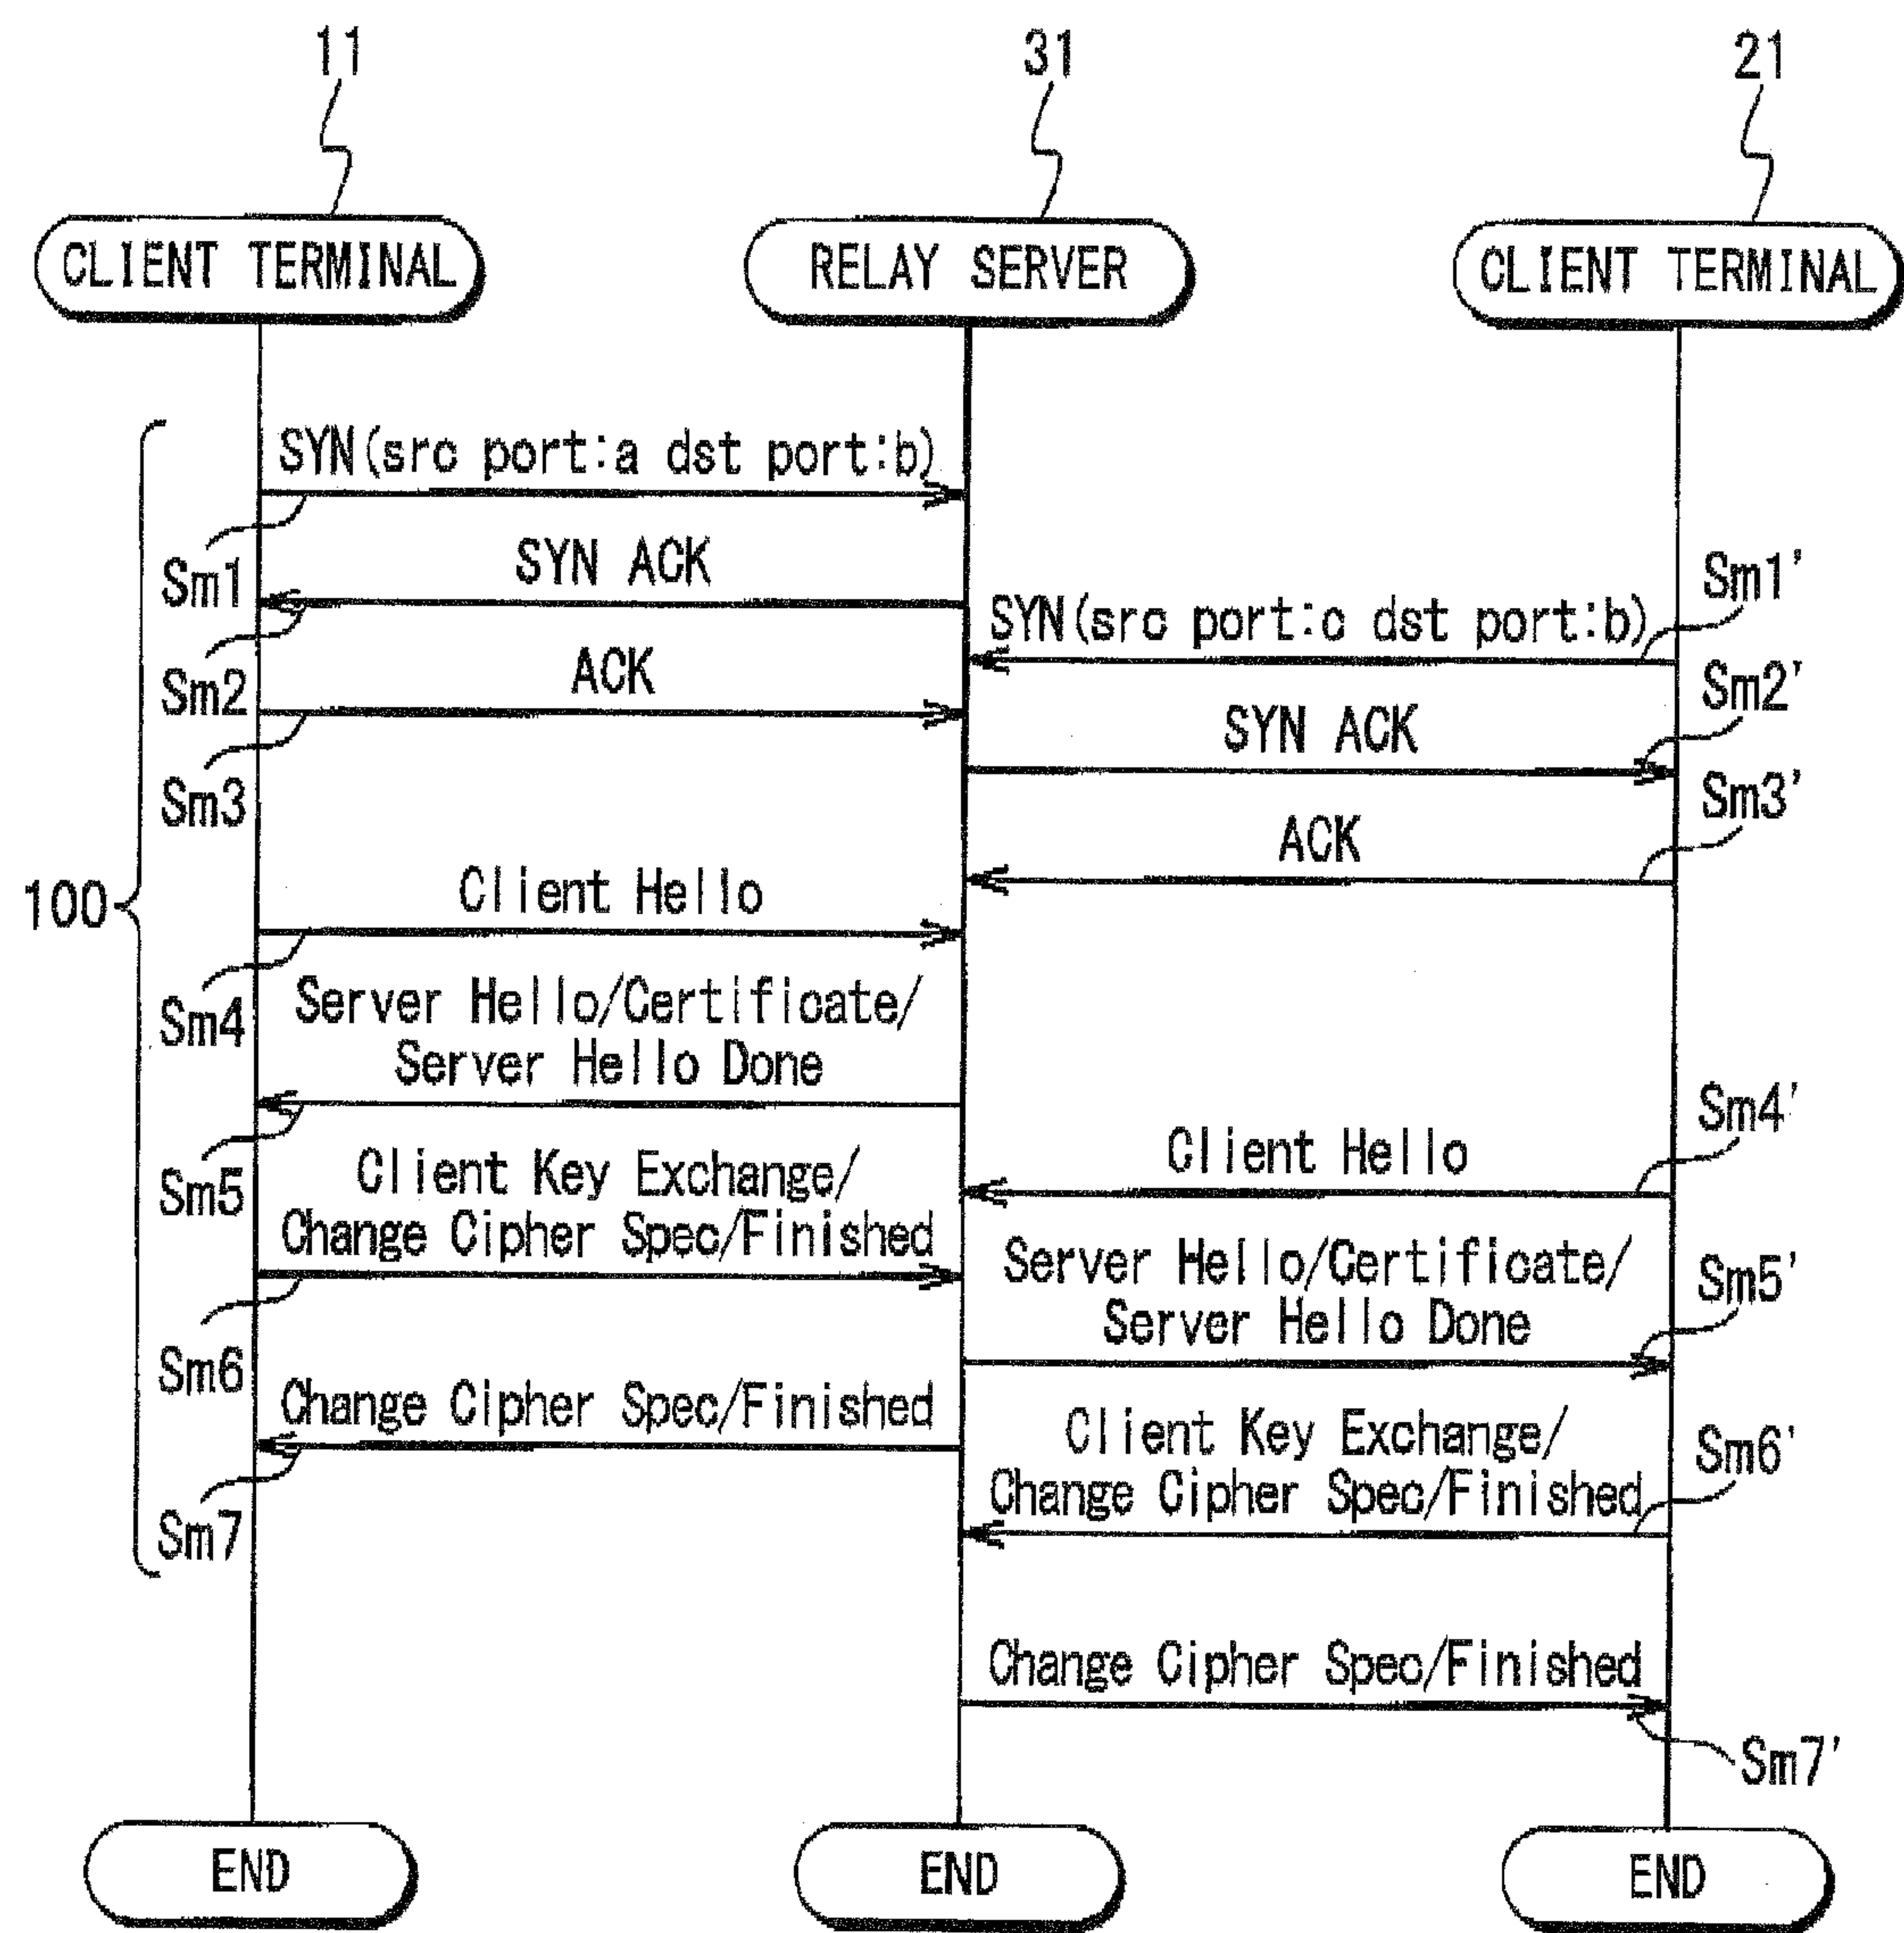 11
31
21
CLIENT TERMINAL
RELAY SERVER
CLIENT TERMINAL
SYN(src port:a dst port:b)
Sm1
SYN ACK
Sm1'
SYN(src port:c dst port:b)
Sm2
ACK
Sm2'
SYN ACK
Sm3
Sm3'
ACK
100
Client Hello
Sm4
Server Hello/Certificate/
Server Hello Done
Sm4'
Client Hello
Sm5
Client Key Exchange/
Change Cipher Spec/Finished
Sm5'
Server Hello/Certificate/
Server Hello Done
Sm6
Change Cipher Spec/Finished
Sm6'
Client Key Exchange/
Change Cipher Spec/Finished
Sm7
Change Cipher Spec/Finished
Sm7'
END
END
END